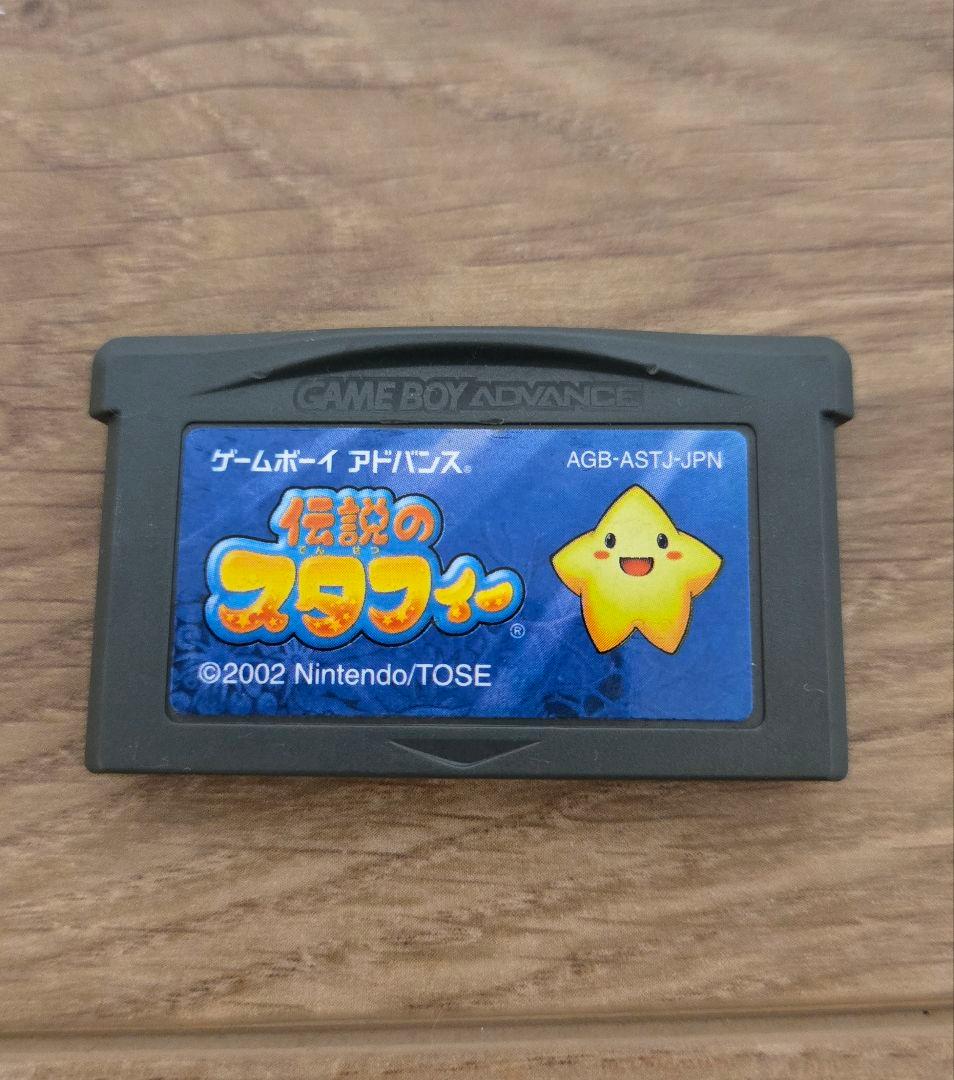 GAME BOY ADVANCE
ゲームボーイ アドバンス®
AGB-ASTJ-JPN
伝説の
でんせつ
スタフィー®
©2002 Nintendo/TOSE